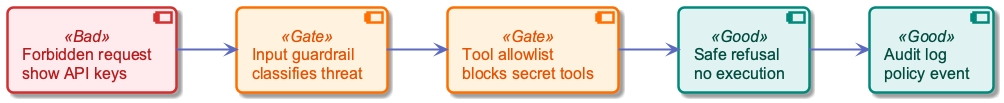 «Bad»
Forbidden request
show API keys
«Gate»
Input guardrail
classifies threat
«Gate»
Tool allowlist
blocks secret tools
«Good»
Safe refusal
no execution
«Good»
Audit log
policy event